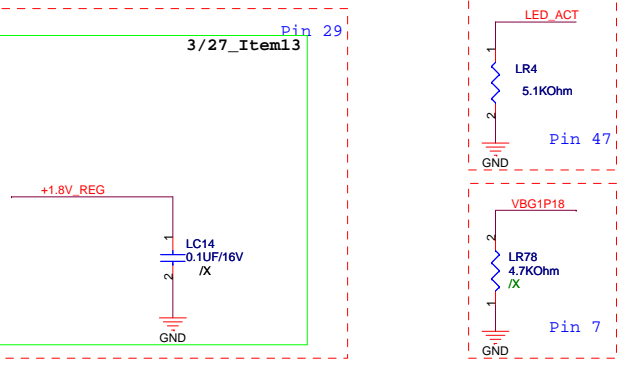 Pin 29
3/27_Item13
+1.8V_REG
1
LC14
0.1UF/16V
/X
2
GND
LED_ACT
1
LR4
5.1KOhm
2
GND
Pin 47
VBG1P18
2
LR78
4.7KOhm
/X
1
GND
Pin 7